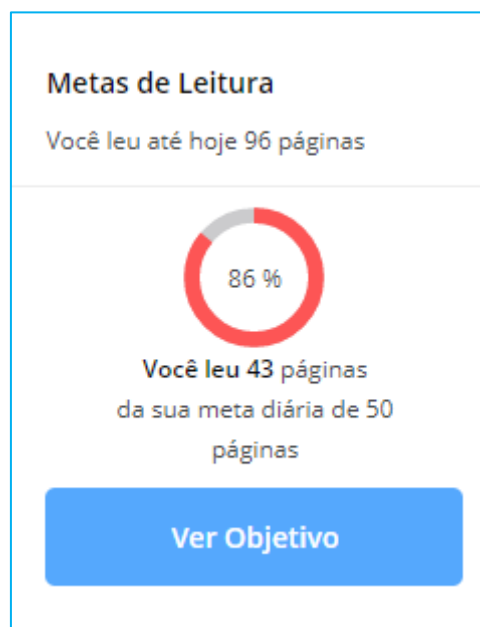 Metas de Leitura
Você leu até hoje 96 páginas
86 %
Você leu 43 páginas
da sua meta diária de 50
páginas
Ver Objetivo